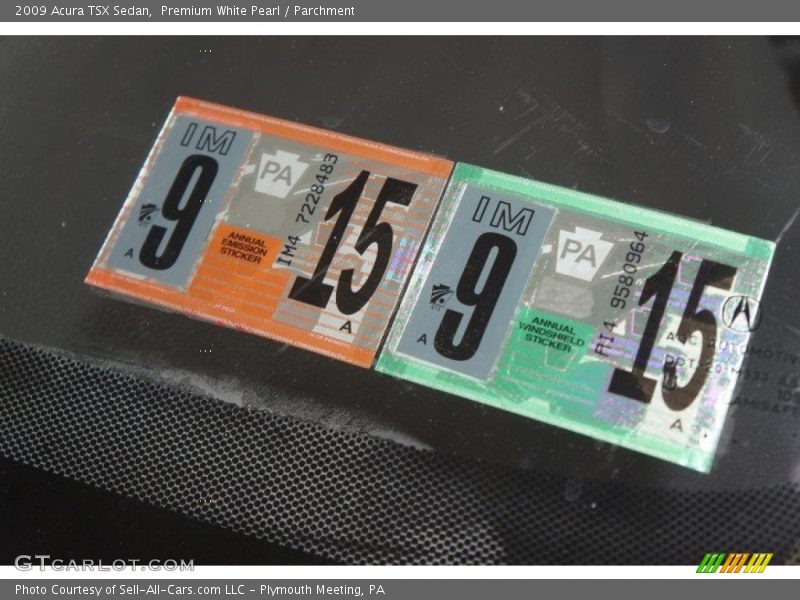 2009 Acura TSX Sedan,  Premium White Pearl / Parchment
IM
9
A
PA
ANNUAL
EMISSION
STICKER
IM4 7228483
15
A
IM
9
A
PA
ANNUAL
WINDSHIELD
STICKER
AI4 9580964
15
A
GTCARLOT.COM
Photo Courtesy of Sell-All-Cars.com LLC - Plymouth Meeting, PA